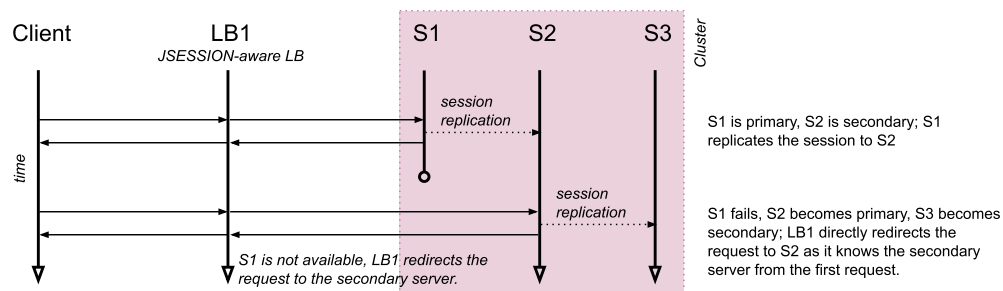 Client
LB1
S1
S2
S3
JSESSION-aware LB
Cluster
session
replication
S1 is primary, S2 is secondary; S1
replicates the session to S2
time
session
replication
S1 fails, S2 becomes primary, S3 becomes
secondary; LB1 directly redirects the
request to S2 as it knows the secondary
server from the first request.
S1 is not available, LB1 redirects the
request to the secondary server.